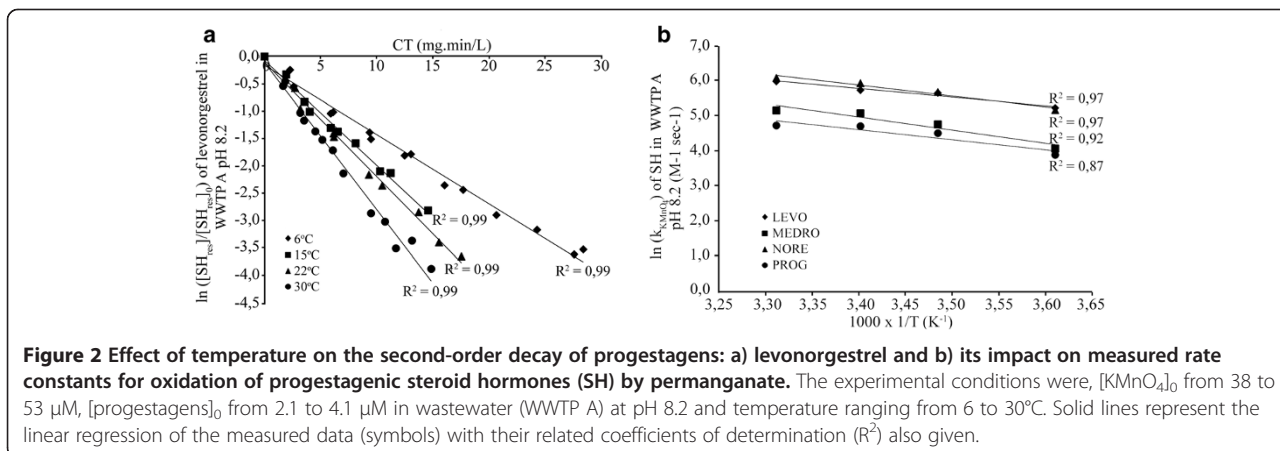 a
CT (mg.min/L)
0,0 5 10 15 20 25 30
-0,5
-1,0
-1,5
-2,0
-2,5
-3,0
-3,5
-4,0
-4,5
ln ([SH_res]/[SH_res]_0) of levonorgestrel in
WWTP A pH 8.2
6ºC
15ºC
22ºC
30ºC
R² = 0,99
R² = 0,99
R² = 0,99
R² = 0,99
b
7,0
6,0
5,0
4,0
3,0
2,0
1,0
0,0
ln (k_KMnO4) of SH in WWTP A
pH 8.2 (M-1 sec-1)
R² = 0,97
R² = 0,97
R² = 0,92
R² = 0,87
LEVO
MEDRO
NORE
PROG
3,25 3,30 3,35 3,40 3,45 3,50 3,55 3,60 3,65
1000 x 1/T (K⁻¹)
Figure 2 Effect of temperature on the second-order decay of progestagens: a) levonorgestrel and b) its impact on measured rate
constants for oxidation of progestagenic steroid hormones (SH) by permanganate. The experimental conditions were, [KMnO₄]₀ from 38 to
53 μM, [progestagens]₀ from 2.1 to 4.1 μM in wastewater (WWTP A) at pH 8.2 and temperature ranging from 6 to 30°C. Solid lines represent the
linear regression of the measured data (symbols) with their related coefficients of determination (R²) also given.